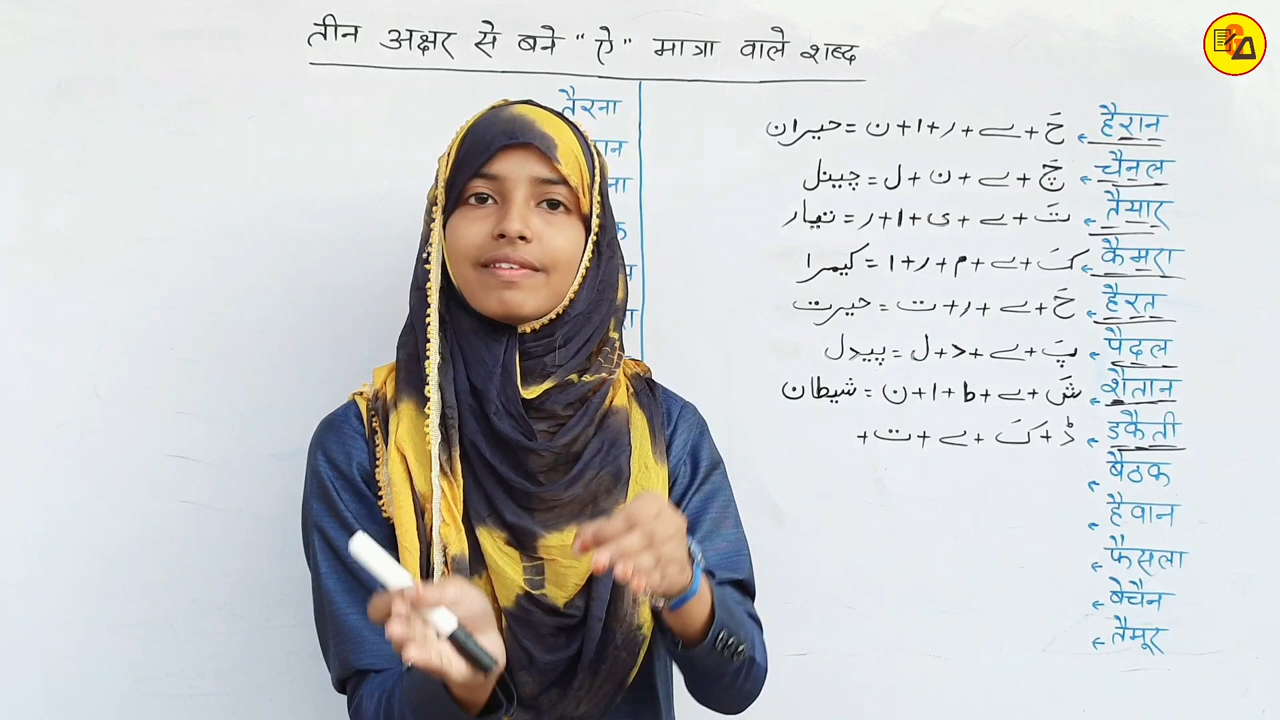 तीन अक्षर से बने "ऐ" मात्रा वाले शब्द
तैरना
हैरान ← حَ + ے + ر + ا + ن = حیران
चैनल ← چَ + ے + ن + ل = چینل
तैयार ← تَ + ے + ی + ا + ر = تیار
कैमरा ← کَ + ے + م + ر + ا = کیمرا
हैरत ← حَ + ے + ر + ت = حیرت
पैदल ← پَ + ے + د + ل = پیدل
शैतान ← شَ + ے + ط + ا + ن = شیطان
डकैती ← ڈ + کَ + ے + ت +
बैठक ←
हैवान ←
फैसला ←
बेचैन ←
तैमूर ←